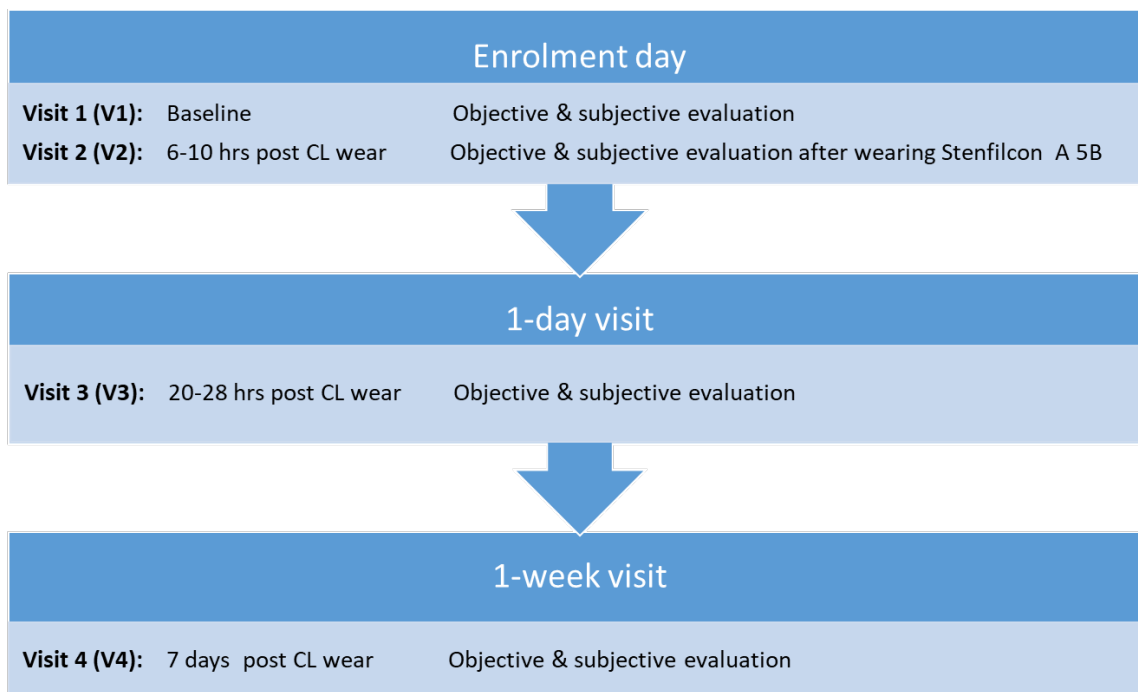 Enrolment day
Visit 1 (V1): Baseline Objective & subjective evaluation
Visit 2 (V2): 6-10 hrs post CL wear Objective & subjective evaluation after wearing Stenfilcon A 5B
1-day visit
Visit 3 (V3): 20-28 hrs post CL wear Objective & subjective evaluation
1-week visit
Visit 4 (V4): 7 days post CL wear Objective & subjective evaluation